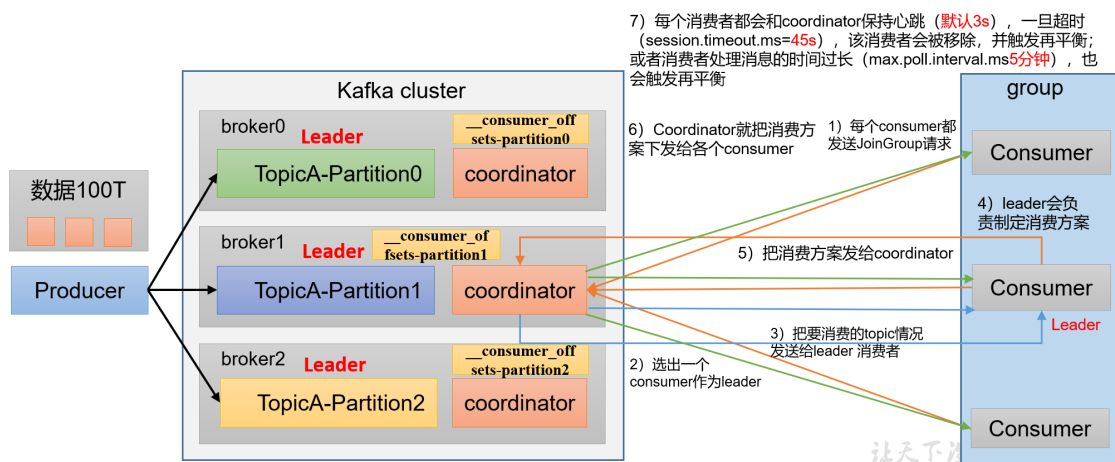 7）每个消费者都会和coordinator保持心跳（默认3s），一旦超时
（session.timeout.ms=45s），该消费者会被移除，并触发再平衡；
或者消费者处理消息的时间过长（max.poll.interval.ms5分钟），也
会触发再平衡
Kafka cluster
group
broker0
Leader
__consumer_off
sets-partition0
TopicA-Partition0
coordinator
6）Coordinator就把消费方
案下发给各个consumer
1）每个consumer都
发送JoinGroup请求
Consumer
数据100T
4）leader会负
责制定消费方案
broker1
Leader
__consumer_of
fsets-partition1
5）把消费方案发给coordinator
Producer
TopicA-Partition1
coordinator
Consumer
Leader
3）把要消费的topic情况
发送给leader 消费者
broker2
Leader
__consumer_off
sets-partition2
2）选出一个
consumer作为leader
TopicA-Partition2
coordinator
Consumer
让天下